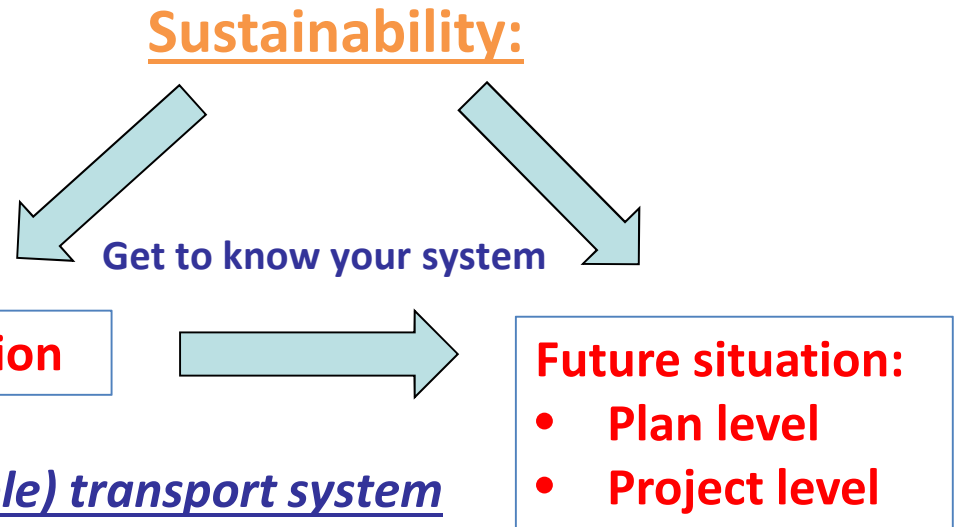 Sustainability:
Get to know your system
ion
Future situation:
• Plan level
• Project level
le) transport system